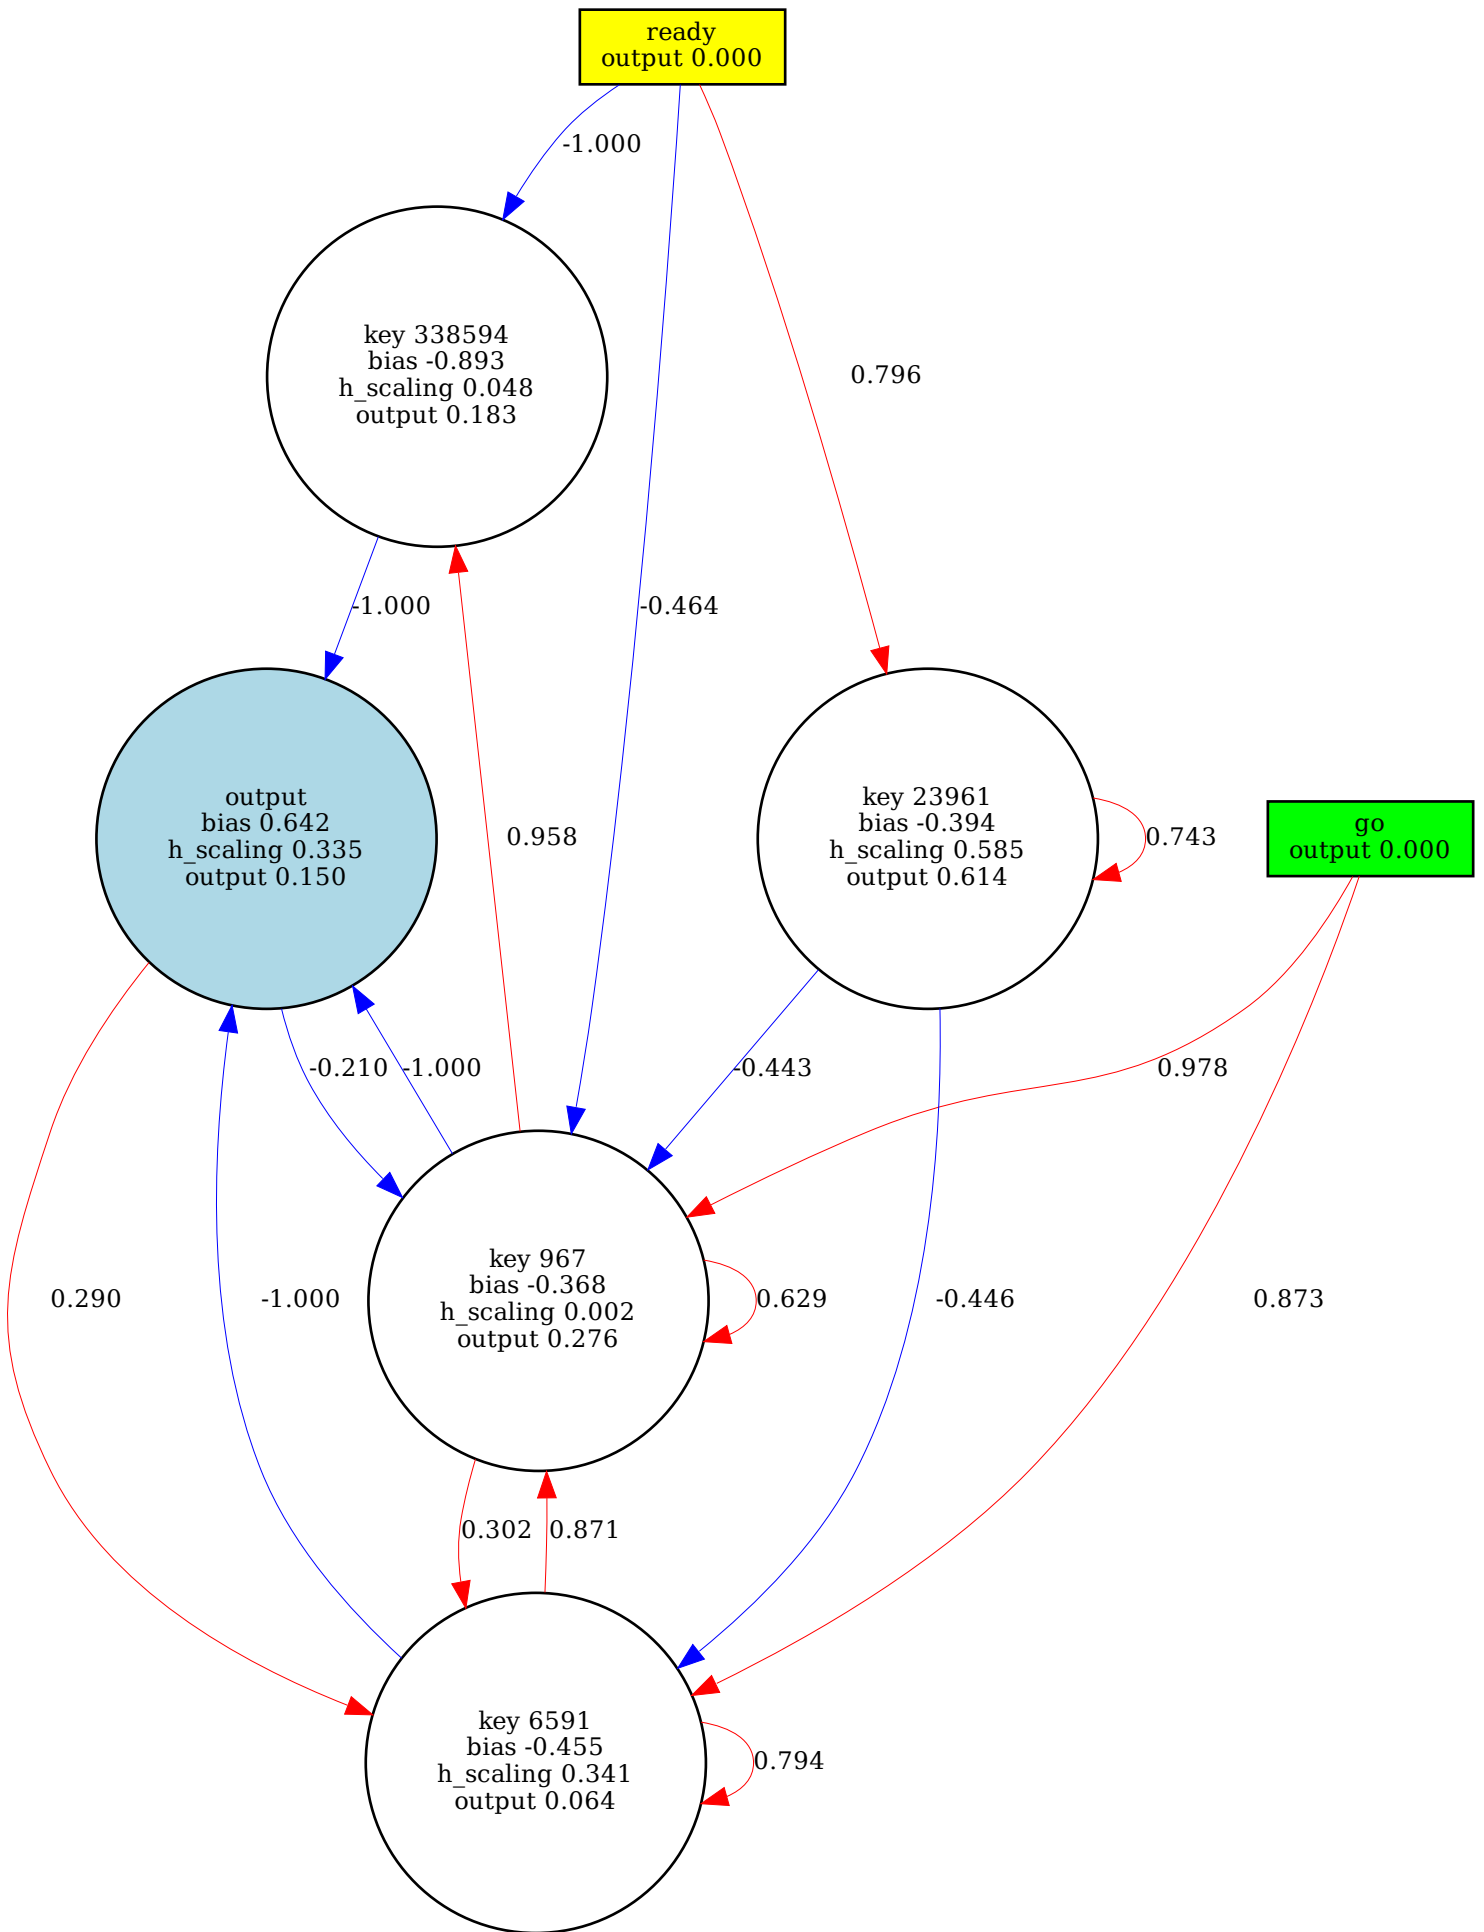 ready
output 0.000
-1.000
key 338594
bias -0.893
h_scaling 0.048
output 0.183
0.796
-1.000
-0.464
output
bias 0.642
h_scaling 0.335
output 0.150
0.958
key 23961
bias -0.394
h_scaling 0.585
output 0.614
0.743
go
output 0.000
-0.210
-1.000
-0.443
0.978
0.290
-1.000
key 967
bias -0.368
h_scaling 0.002
output 0.276
0.629
-0.446
0.873
0.302
0.871
key 6591
bias -0.455
h_scaling 0.341
output 0.064
0.794